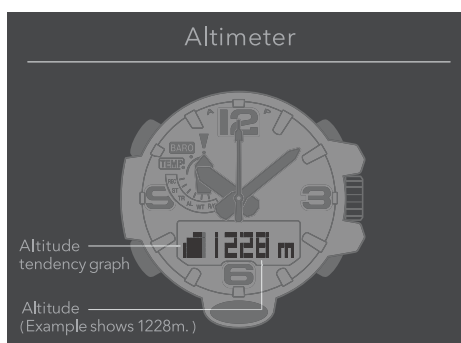 Altimeter
12
BARO
TEMP
9
3
Altitude
tendency graph
1228 m
6
Altitude
(Example shows 1228m.)